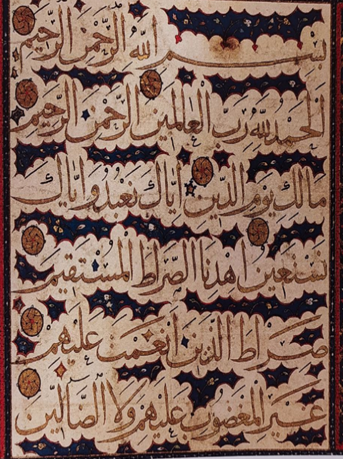 بسم الله الرحمن الرحيم
الحمد لله رب العالمين الرحمن الرحيم
مالك يوم الدين اياك نعبد واياك
نستعين اهدنا الصراط المستقيم
صراط الذين انعمت عليهم
غير المغضوب عليهم ولا الضالين